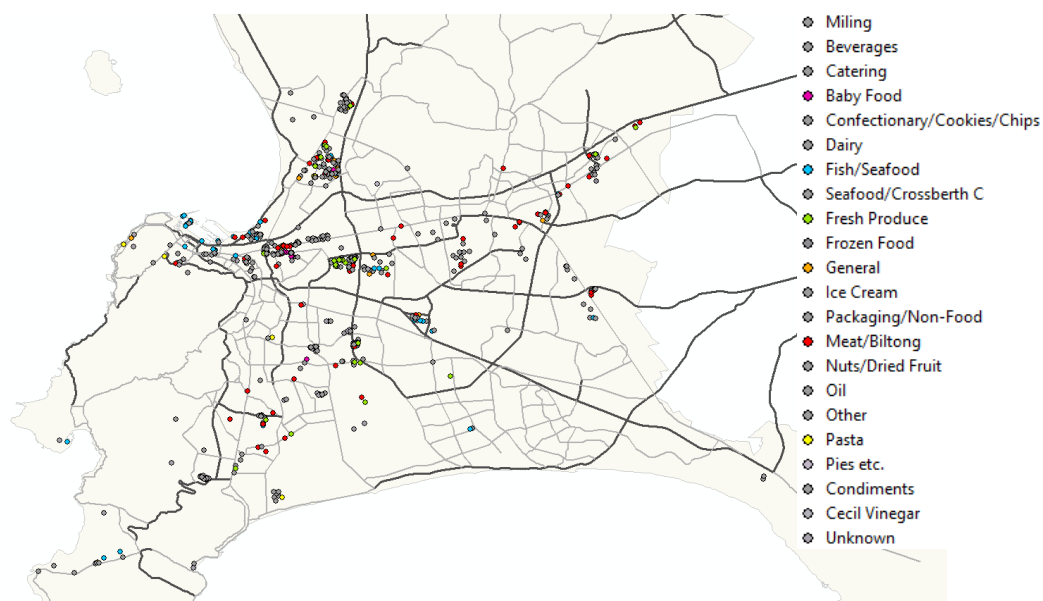 Miling
Beverages
Catering
Baby Food
Confectionary/Cookies/Chips
Dairy
Fish/Seafood
Seafood/Crossberth C
Fresh Produce
Frozen Food
General
Ice Cream
Packaging/Non-Food
Meat/Biltong
Nuts/Dried Fruit
Oil
Other
Pasta
Pies etc.
Condiments
Cecil Vinegar
Unknown